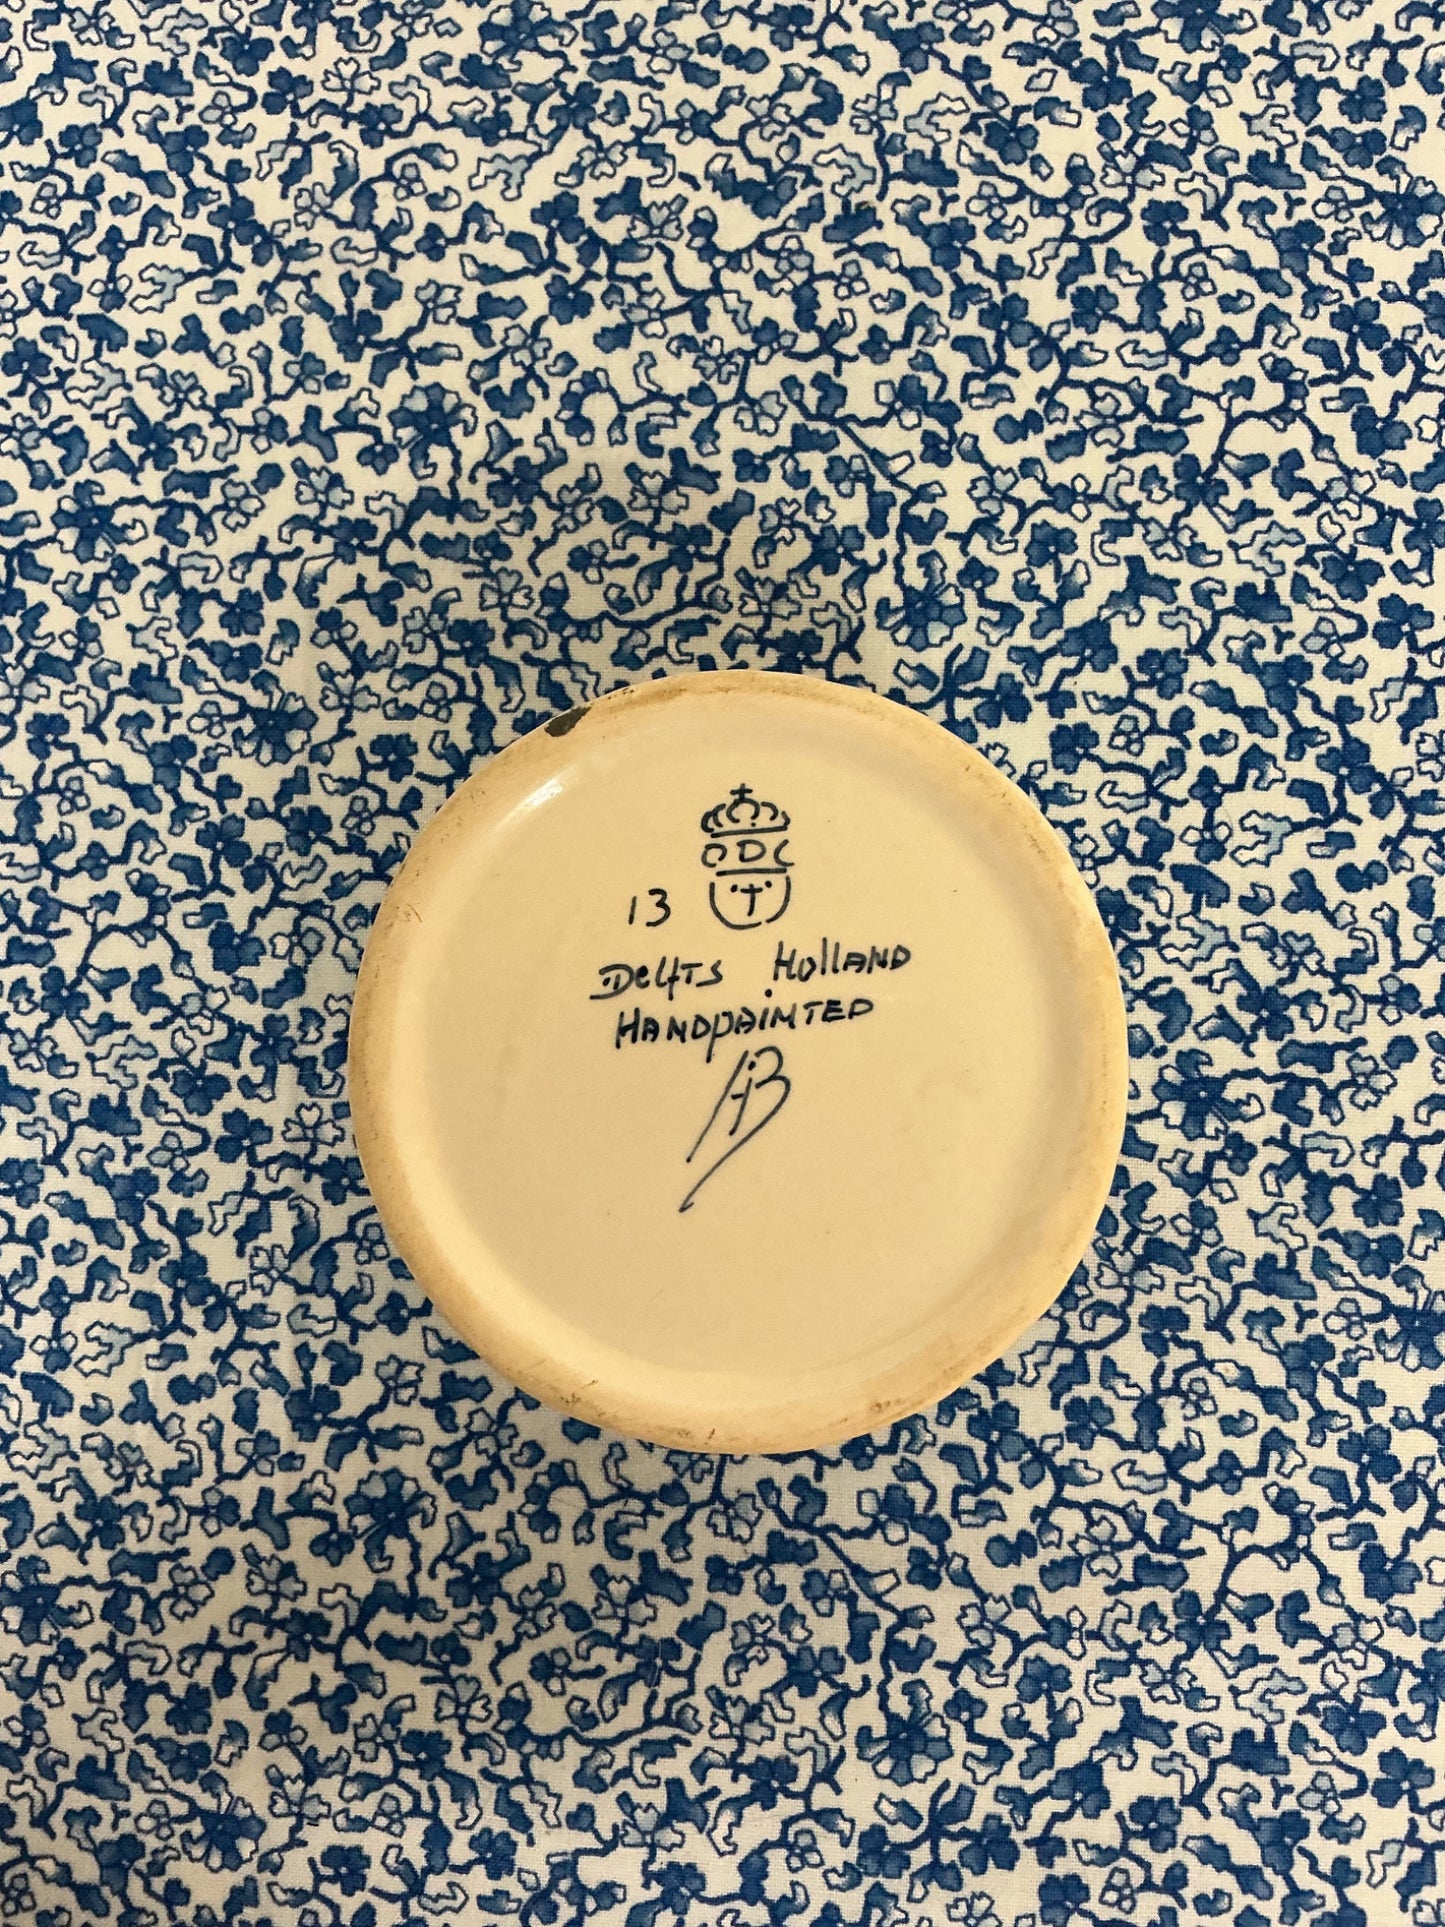 ODC
T
13
Delfts Holland
Handpainted